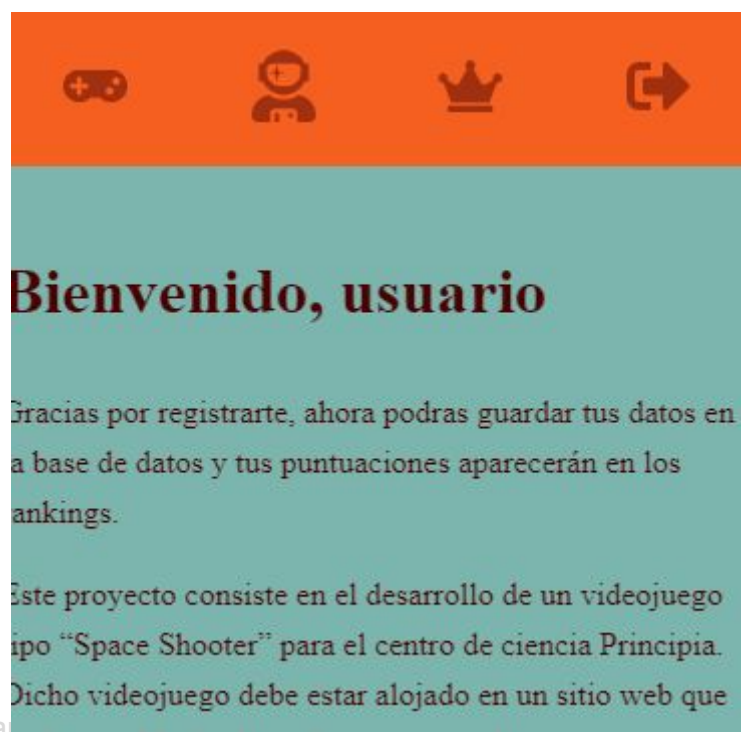 Bienvenido, usuario
Gracias por registrarte, ahora podras guardar tus datos en
a base de datos y tus puntuaciones aparecerán en los
ankings.
Este proyecto consiste en el desarrollo de un videojuego
ipo “Space Shooter” para el centro de ciencia Principia.
Dicho videojuego debe estar alojado en un sitio web que